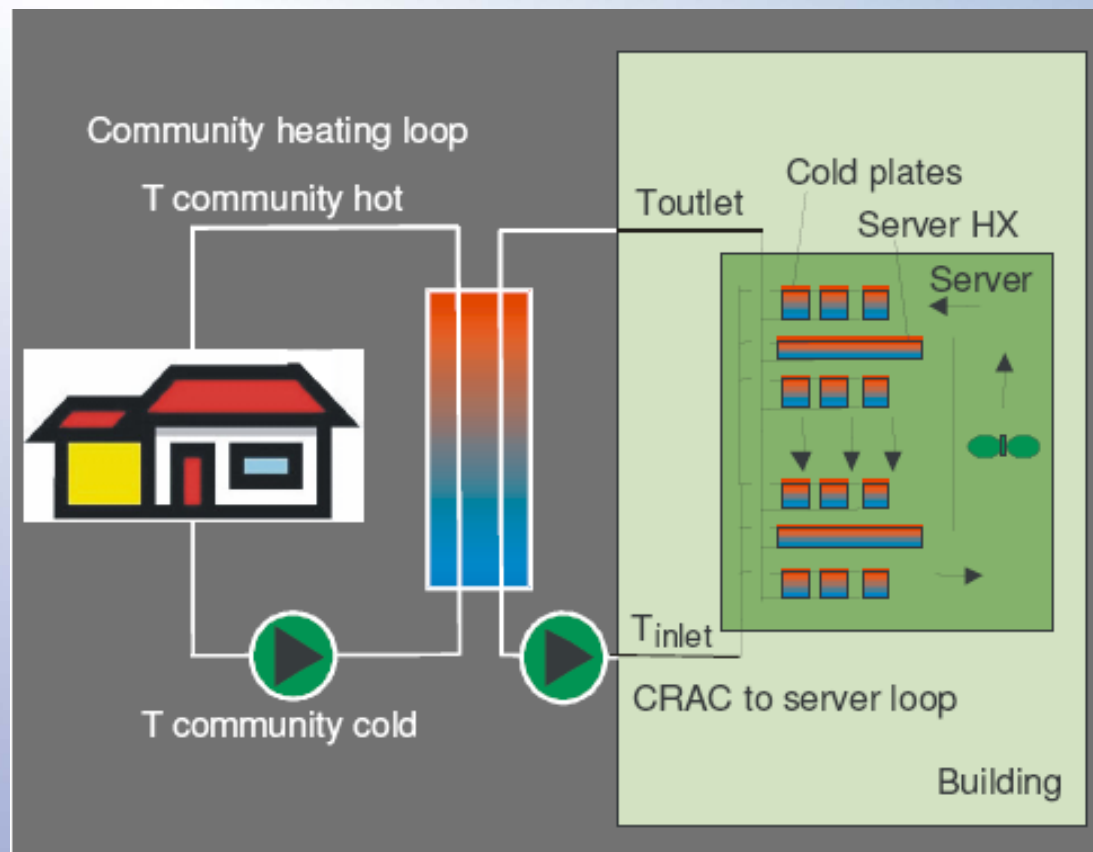 Community heating loop
T community hot
Toutlet
Cold plates
Server HX
Server
Tinlet
CRAC to server loop
T community cold
Building